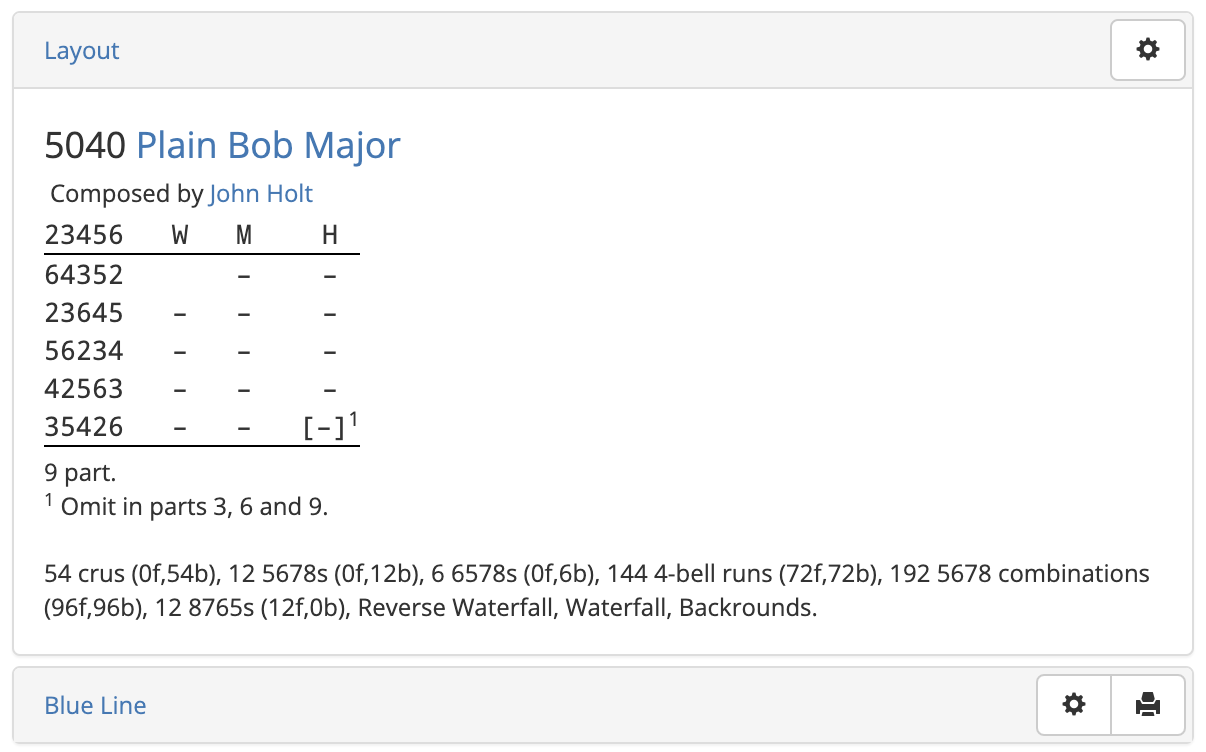 Layout
5040 Plain Bob Major
Composed by John Holt
23456 W M H
64352 – –
23645 – – –
56234 – – –
42563 – – –
35426 – – [–]¹
9 part.
¹ Omit in parts 3, 6 and 9.
54 crus (0f,54b), 12 5678s (0f,12b), 6 6578s (0f,6b), 144 4-bell runs (72f,72b), 192 5678 combinations
(96f,96b), 12 8765s (12f,0b), Reverse Waterfall, Waterfall, Backrounds.
Blue Line